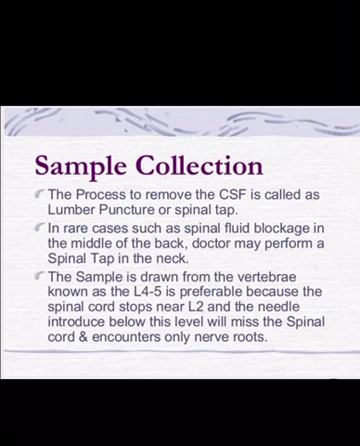 Sample Collection
The Process to remove the CSF is called as
Lumber Puncture or spinal tap.
In rare cases such as spinal fluid blockage in
the middle of the back, doctor may perform a
Spinal Tap in the neck.
The Sample is drawn from the vertebrae
known as the L4-5 is preferable because the
spinal cord stops near L2 and the needle
introduce below this level will miss the Spinal
cord & encounters only nerve roots.